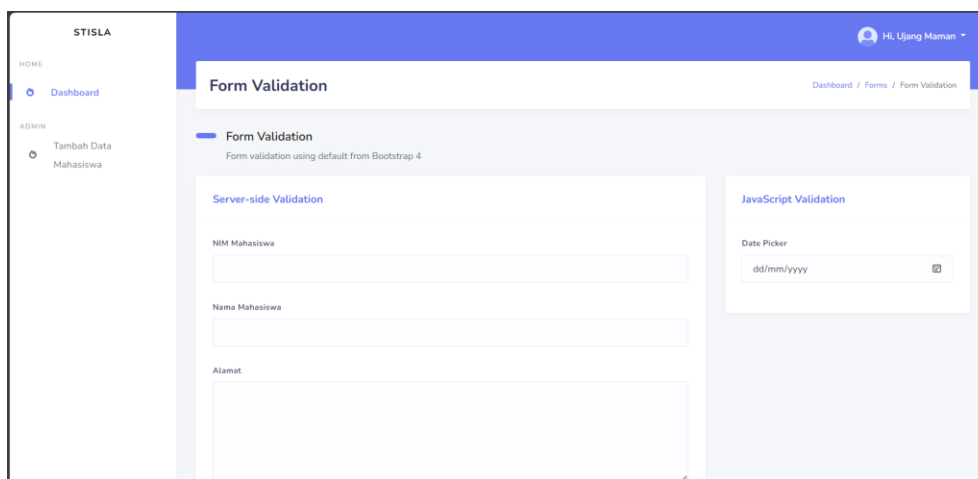 STISLA
Hi, Ujang Maman
HOME
Dashboard
ADMIN
Tambah Data
Mahasiswa
Form Validation
Dashboard / Forms / Form Validation
Form Validation
Form validation using default from Bootstrap 4
Server-side Validation
NIM Mahasiswa
Nama Mahasiswa
Alamat
JavaScript Validation
Date Picker
dd/mm/yyyy